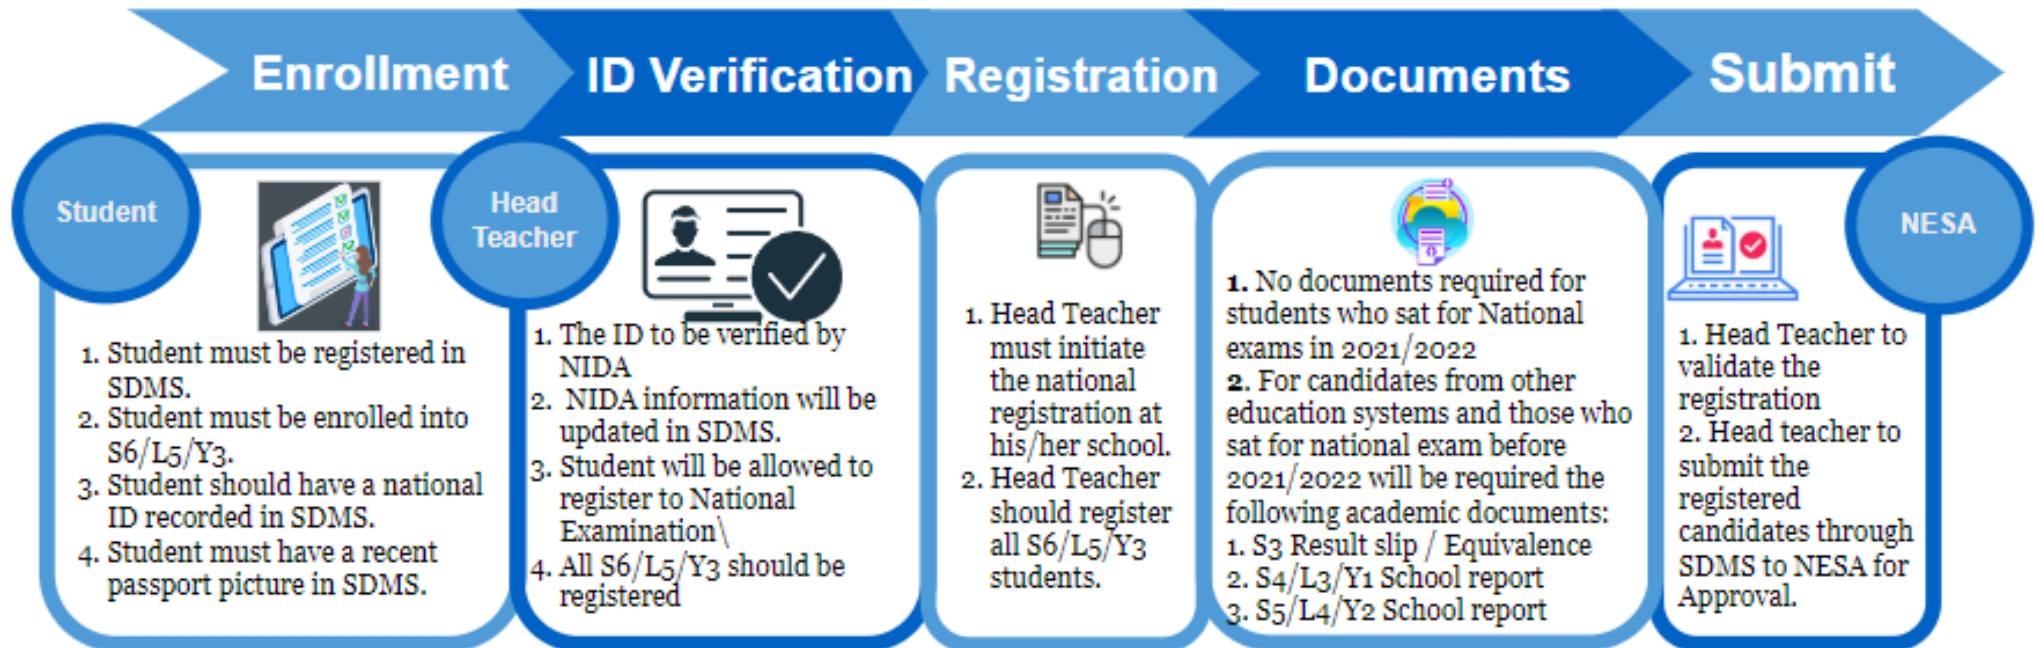 Enrollment
ID Verification
Registration
Documents
Submit
Student
1. Student must be registered in
SDMS.
2. Student must be enrolled into
S6/L5/Y3.
3. Student should have a national
ID recorded in SDMS.
4. Student must have a recent
passport picture in SDMS.
Head
Teacher
1. The ID to be verified by
NIDA
2. NIDA information will be
updated in SDMS.
3. Student will be allowed to
register to National
Examination\
4. All S6/L5/Y3 should be
registered
1. Head Teacher
must initiate
the national
registration at
his/her school.
2. Head Teacher
should register
all S6/L5/Y3
students.
1. No documents required for
students who sat for National
exams in 2021/2022
2. For candidates from other
education systems and those who
sat for national exam before
2021/2022 will be required the
following academic documents:
1. S3 Result slip / Equivalence
2. S4/L3/Y1 School report
3. S5/L4/Y2 School report
NESA
1. Head Teacher to
validate the
registration
2. Head teacher to
submit the
registered
candidates through
SDMS to NESA for
Approval.